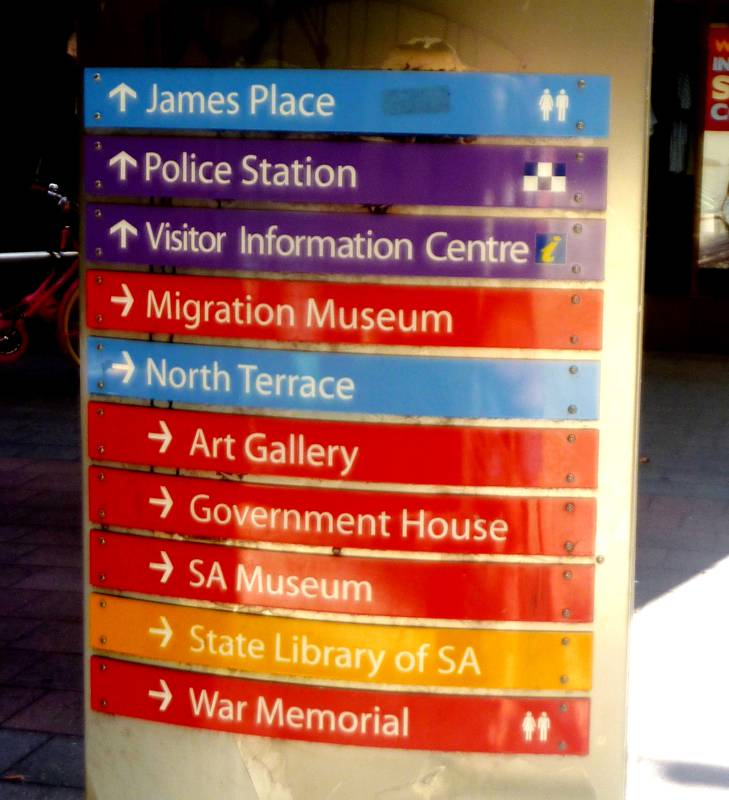 James Place
Police Station
Visitor Information Centre i
Migration Museum
North Terrace
Art Gallery
Government House
SA Museum
State Library of SA
War Memorial